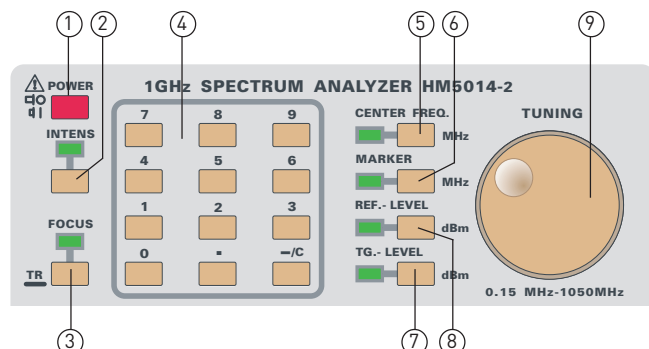 1 2 4 5 6 9
POWER
1GHz SPECTRUM ANALYZER HM5014-2
INTENS
7 8 9
4 5 6
1 2 3
0 . –/C
FOCUS
TR
CENTER FREQ.
MHz
MARKER
MHz
REF.- LEVEL
dBm
TG.- LEVEL
dBm
TUNING
0.15 MHz-1050MHz
3 7 8